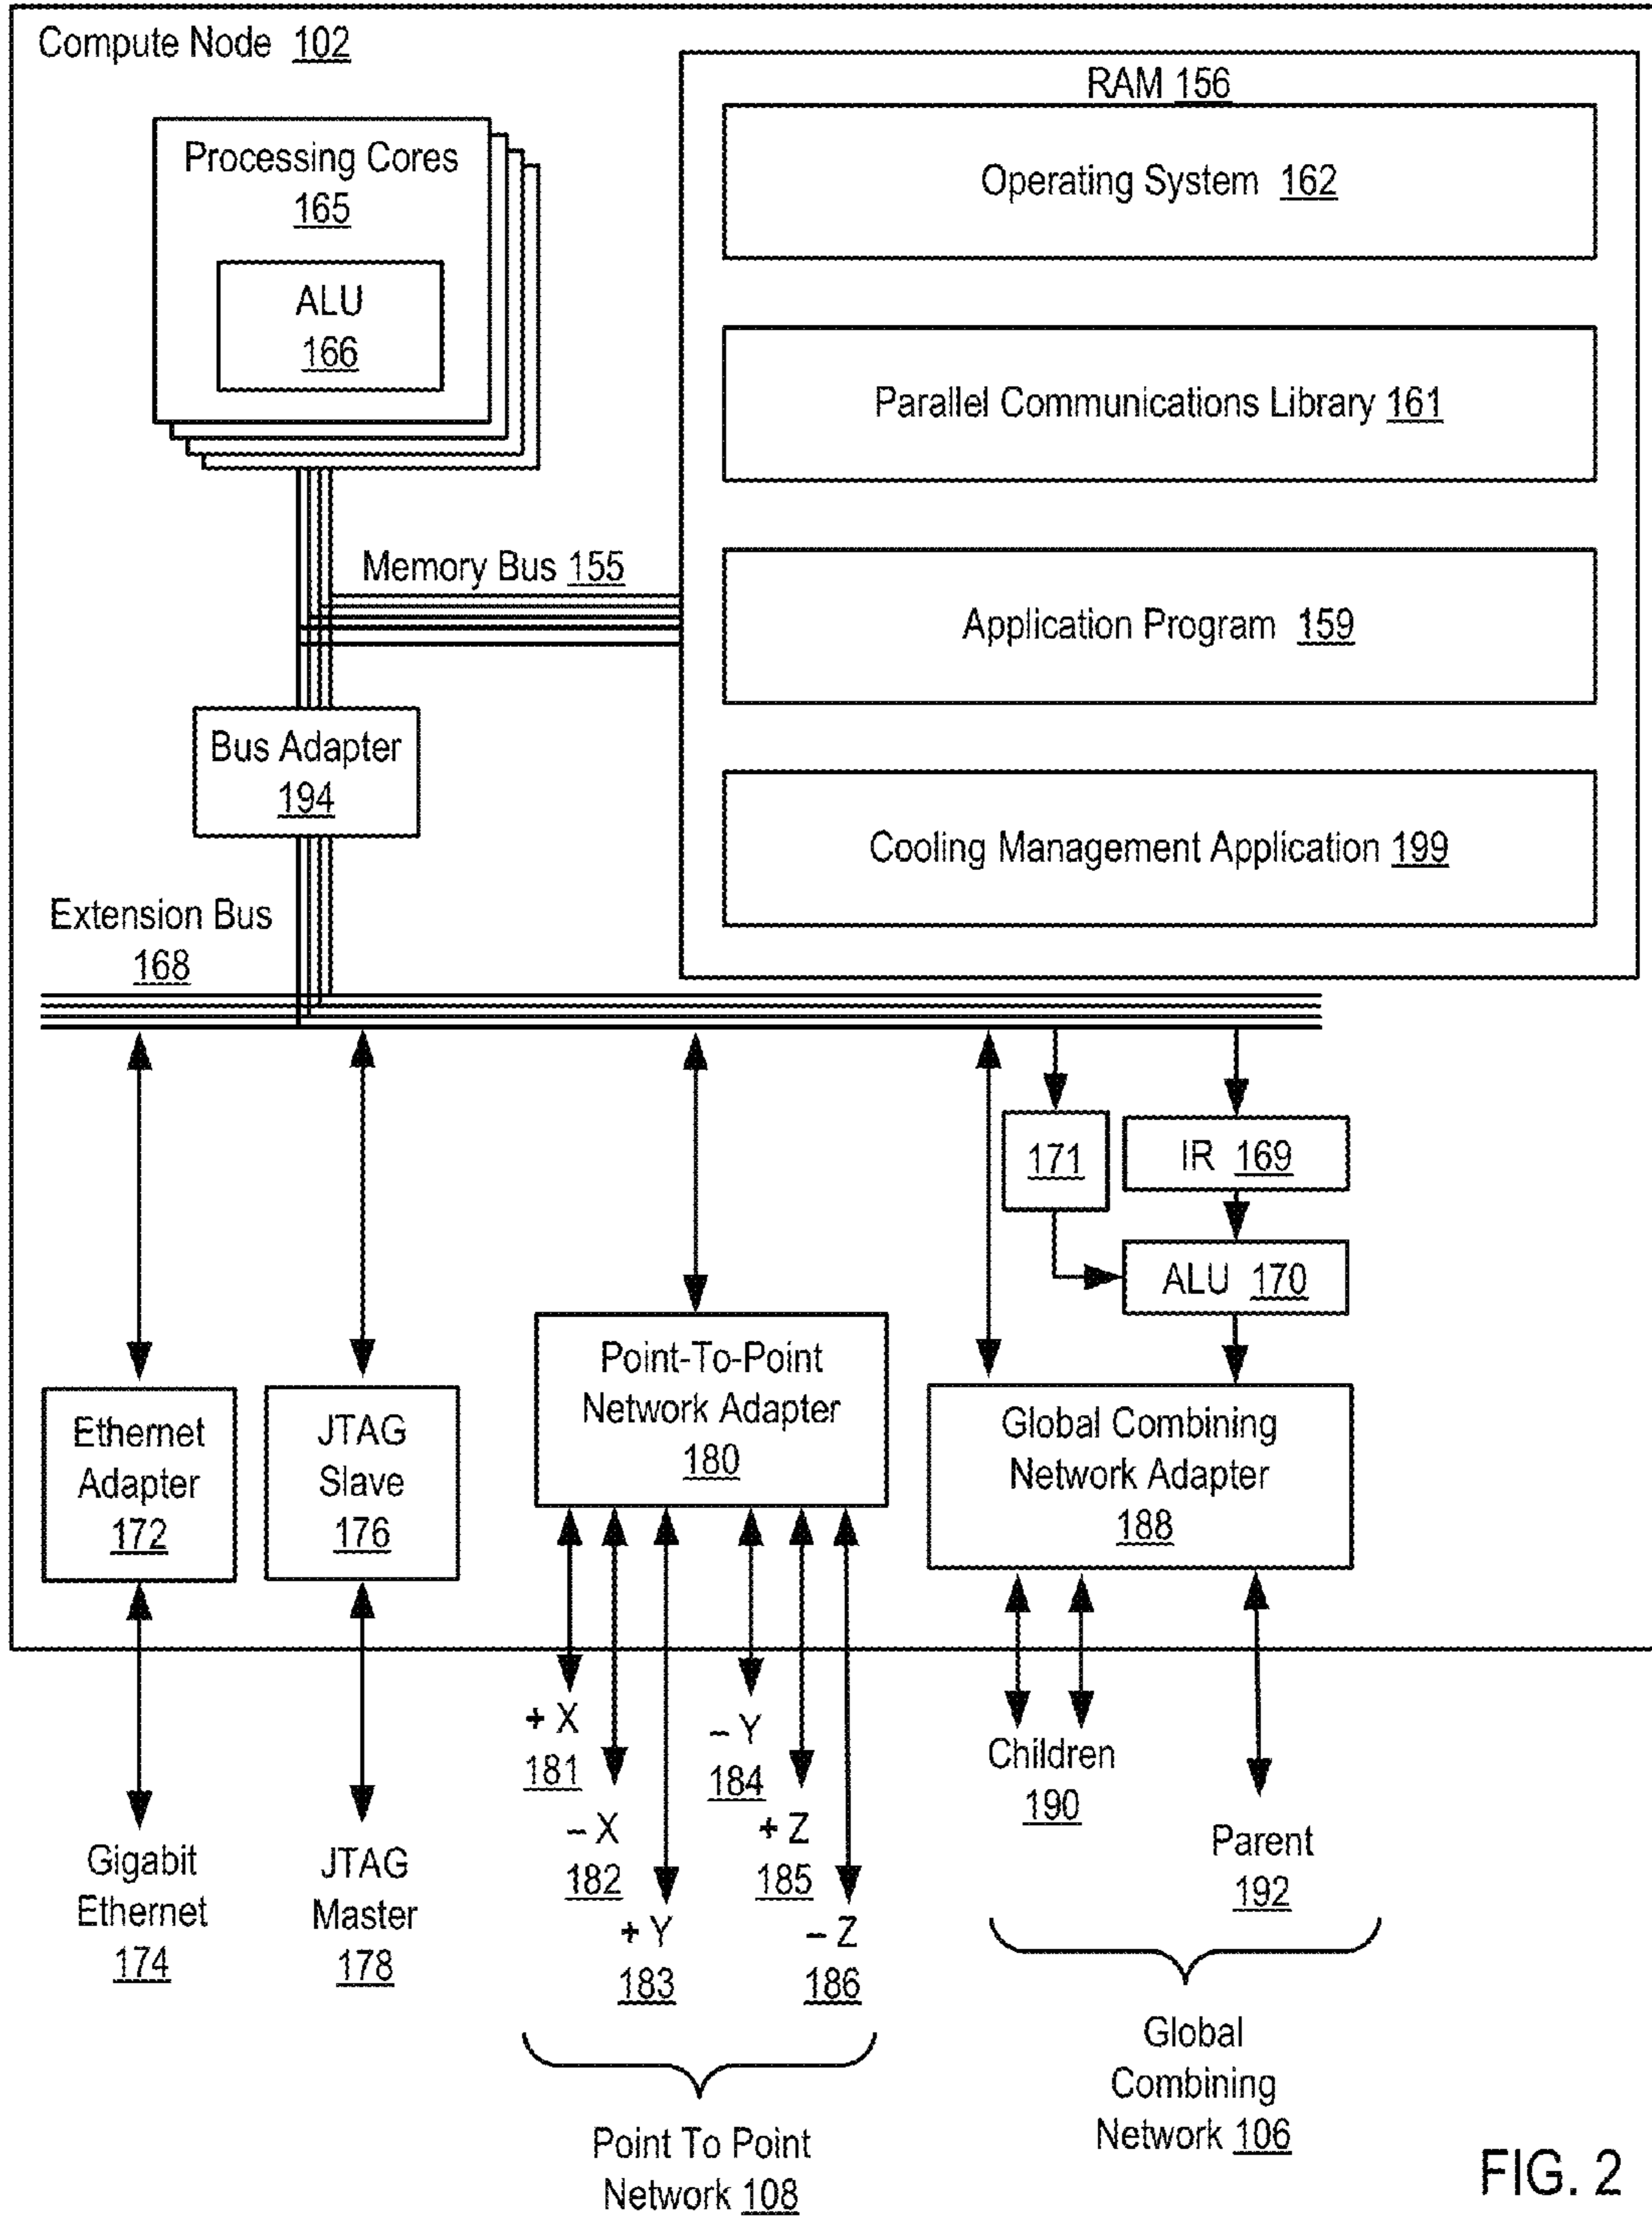 Compute Node 102
RAM 156
Processing Cores
165
ALU
166
Operating System 162
Parallel Communications Library 161
Memory Bus 155
Application Program 159
Bus Adapter
194
Cooling Management Application 199
Extension Bus
168
171
IR 169
ALU 170
Ethernet
Adapter
172
JTAG
Slave
176
Point-To-Point
Network Adapter
180
Global Combining
Network Adapter
188
+ X
181
– X
182
+ Y
183
– Y
184
+ Z
185
– Z
186
Children
190
Parent
192
Gigabit
Ethernet
174
JTAG
Master
178
Point To Point
Network 108
Global
Combining
Network 106
FIG. 2